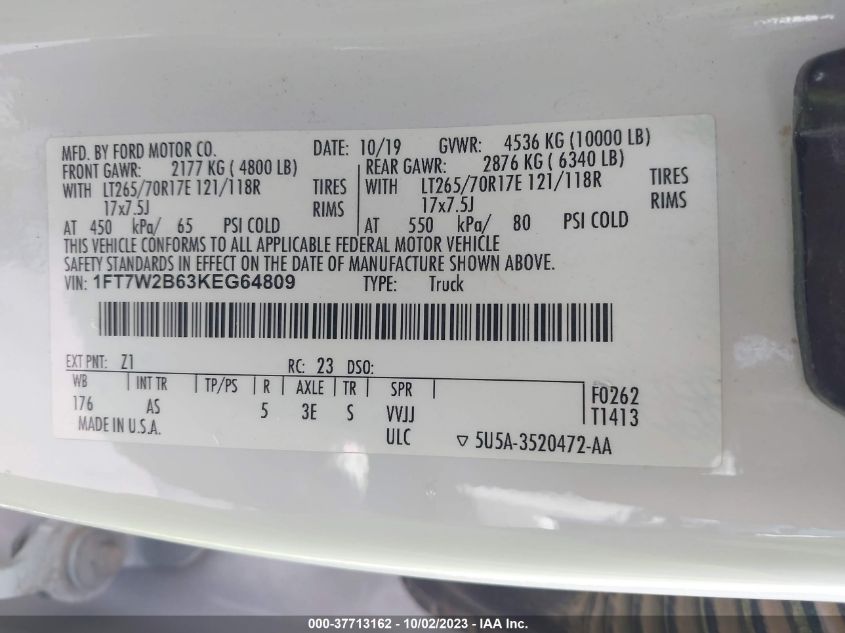 MFD. BY FORD MOTOR CO. DATE: 10/19 GVWR: 4536 KG (10000 LB)
FRONT GAWR: 2177 KG ( 4800 LB) REAR GAWR: 2876 KG ( 6340 LB)
WITH LT265/70R17E 121/118R TIRES WITH LT265/70R17E 121/118R TIRES
17x7.5J RIMS 17x7.5J RIMS
AT 450 kPa/ 65 PSI COLD AT 550 kPa/ 80 PSI COLD
THIS VEHICLE CONFORMS TO ALL APPLICABLE FEDERAL MOTOR VEHICLE
SAFETY STANDARDS IN EFFECT ON THE DATE OF MANUFACTURE SHOWN ABOVE.
VIN: 1FT7W2B63KEG64809 TYPE: Truck
EXT PNT: Z1 RC: 23 DSO:
WB INT TR TP/PS R AXLE TR SPR F0262
176 AS 5 3E S VVJJ T1413
MADE IN U.S.A. ULC ▽ 5U5A-3520472-AA
000-37713162 - 10/02/2023 - IAA Inc.